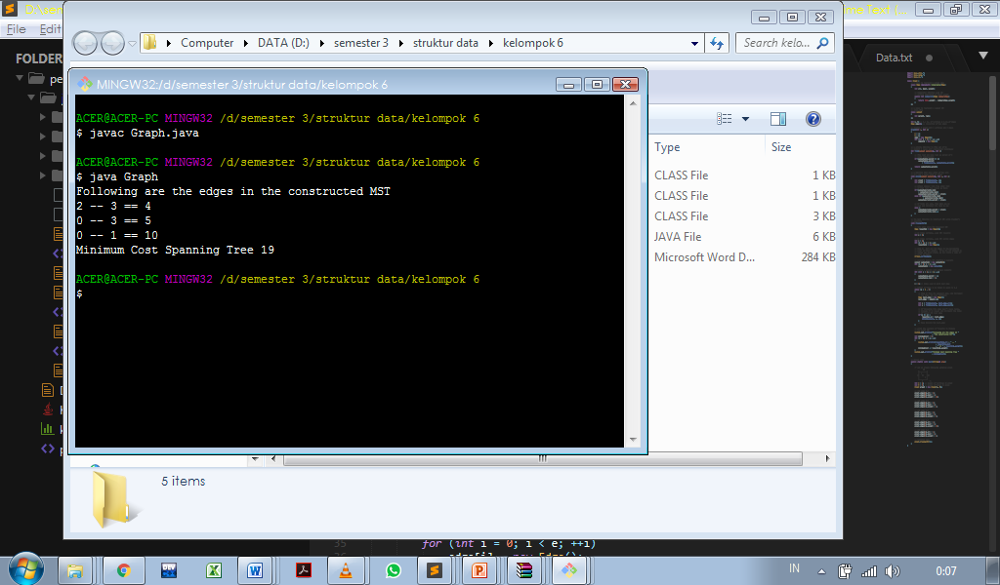 D:\sem
me Text (
File Edit
FOLDER
pe
Computer DATA (D:) semester 3 struktur data kelompok 6
Search kelo...
Data.txt
MINGW32:/d/semester 3/struktur data/kelompok 6
ACER@ACER-PC MINGW32 /d/semester 3/struktur data/kelompok 6
$ javac Graph.java
ACER@ACER-PC MINGW32 /d/semester 3/struktur data/kelompok 6
$ java Graph
Following are the edges in the constructed MST
2 -- 3 == 4
0 -- 3 == 5
0 -- 1 == 10
Minimum Cost Spanning Tree 19
ACER@ACER-PC MINGW32 /d/semester 3/struktur data/kelompok 6
$
Type Size
CLASS File 1 KB
CLASS File 1 KB
CLASS File 3 KB
JAVA File 6 KB
Microsoft Word D... 284 KB
5 items
35 for (int i = 0; i < e; ++i)
IN
0:07